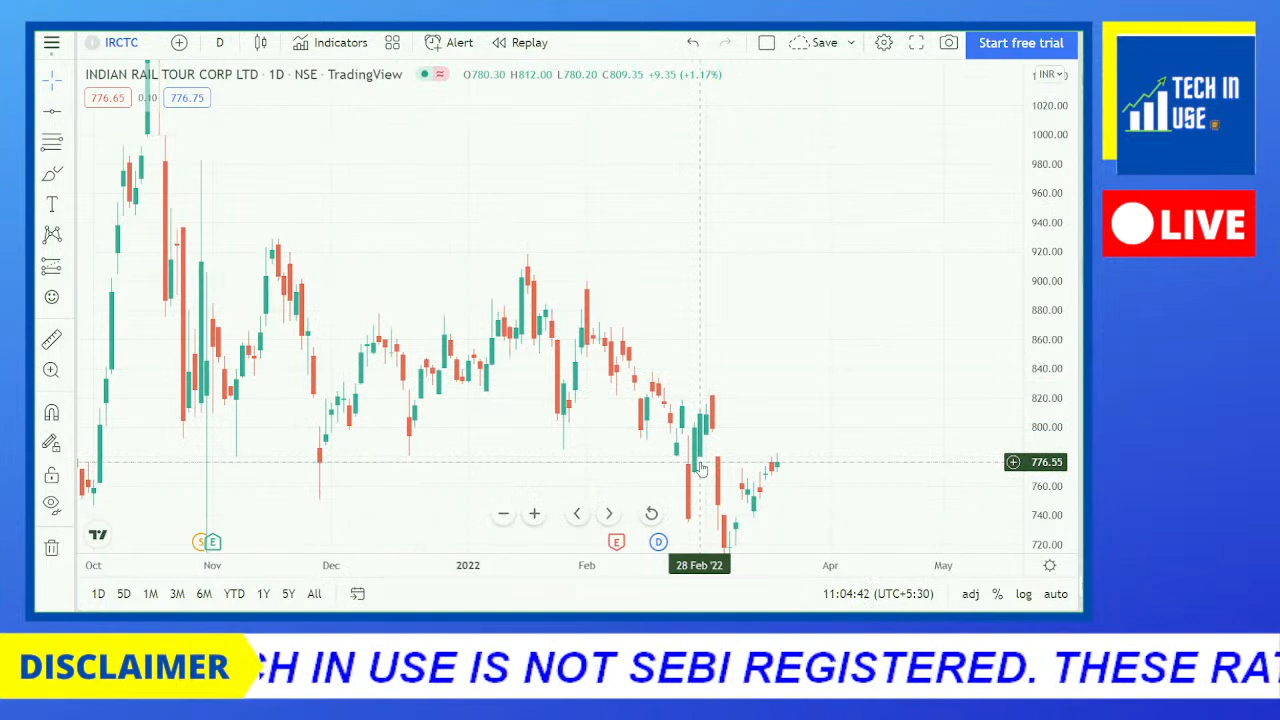 IRCTC D Indicators Alert Replay Save Start free trial
INDIAN RAIL TOUR CORP LTD · 1D · NSE · TradingView O780.30 H812.00 L780.20 C809.35 +9.35 (+1.17%) INR
776.65 0.10 776.75
1020.00
1000.00
980.00
960.00
940.00
920.00
900.00
880.00
860.00
840.00
820.00
800.00
776.55
760.00
740.00
720.00
S E E D
Oct Nov Dec 2022 Feb 28 Feb '22 Apr May
1D 5D 1M 3M 6M YTD 1Y 5Y All 11:04:42 (UTC+5:30) adj % log auto
TECH IN
USE
LIVE
DISCLAIMER CH IN USE IS NOT SEBI REGISTERED. THESE RAT